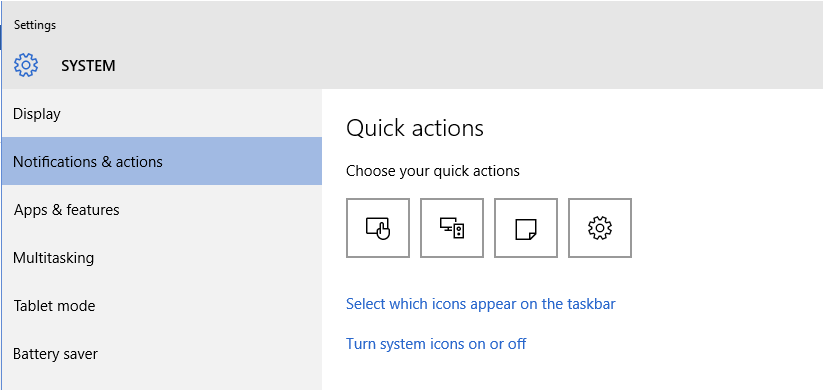 Settings
SYSTEM
Display
Notifications & actions
Apps & features
Multitasking
Tablet mode
Battery saver
Quick actions
Choose your quick actions
Select which icons appear on the taskbar
Turn system icons on or off